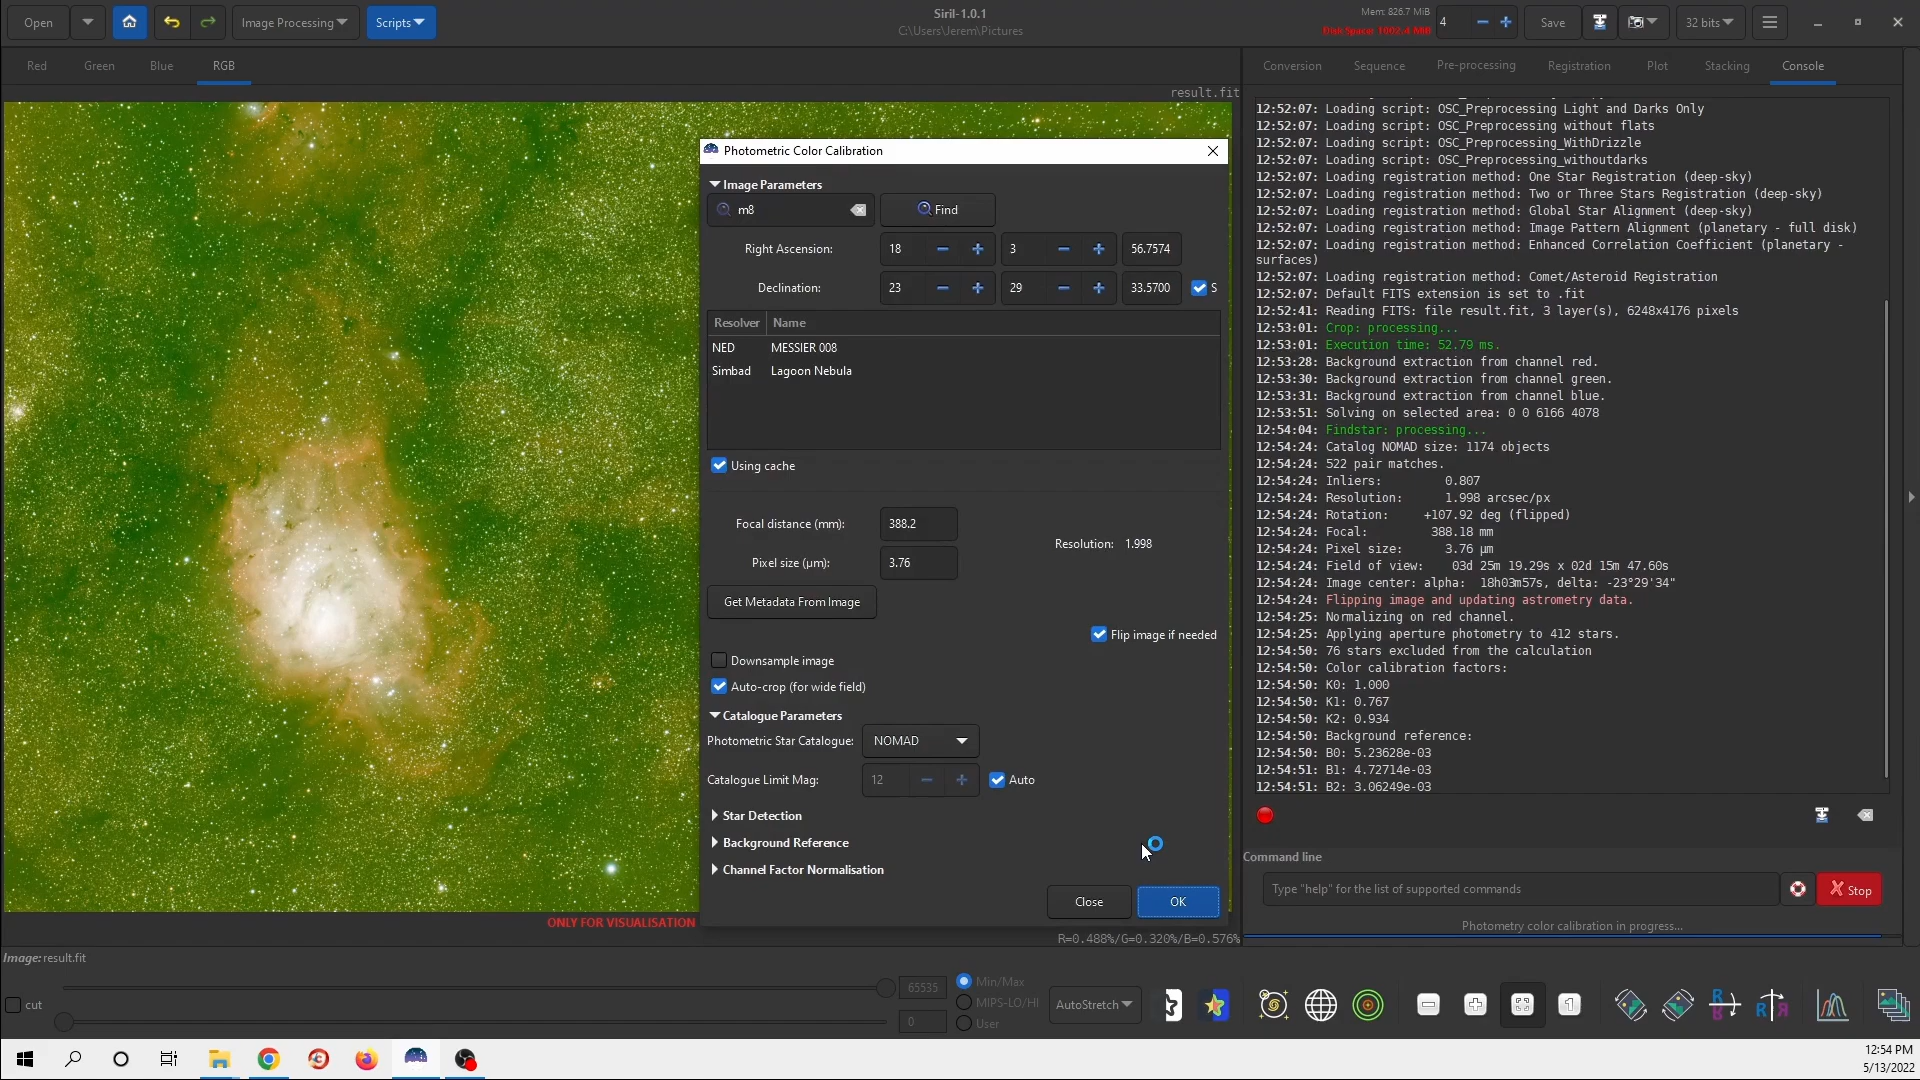 Open
Image Processing
Scripts
Siril-1.0.1
C:\Users\Jerem\Pictures
Mem: 826.7 MiB
Disk Space: 1002.4 MiB
4
Save
32 bits
Red
Green
Blue
RGB
Conversion
Sequence
Pre-processing
Registration
Plot
Stacking
Console
result.fit
Photometric Color Calibration
Image Parameters
m8
Find
Right Ascension:
18
3
56.7574
Declination:
23
29
33.5700
S
Resolver
Name
NED
MESSIER 008
Simbad
Lagoon Nebula
Using cache
Focal distance (mm):
388.2
Resolution: 1.998
Pixel size (µm):
3.76
Get Metadata From Image
Flip image if needed
Downsample image
Auto-crop (for wide field)
Catalogue Parameters
Photometric Star Catalogue:
NOMAD
Catalogue Limit Mag:
12
Auto
Star Detection
Background Reference
Channel Factor Normalisation
Close
OK
12:52:07: Loading script: OSC_Preprocessing Light and Darks Only
12:52:07: Loading script: OSC_Preprocessing without flats
12:52:07: Loading script: OSC_Preprocessing_WithDrizzle
12:52:07: Loading script: OSC_Preprocessing_withoutdarks
12:52:07: Loading registration method: One Star Registration (deep-sky)
12:52:07: Loading registration method: Two or Three Stars Registration (deep-sky)
12:52:07: Loading registration method: Global Star Alignment (deep-sky)
12:52:07: Loading registration method: Image Pattern Alignment (planetary - full disk)
12:52:07: Loading registration method: Enhanced Correlation Coefficient (planetary -
surfaces)
12:52:07: Loading registration method: Comet/Asteroid Registration
12:52:07: Default FITS extension is set to .fit
12:52:41: Reading FITS: file result.fit, 3 layer(s), 6248x4176 pixels
12:53:01: Crop: processing...
12:53:01: Execution time: 52.79 ms.
12:53:28: Background extraction from channel red.
12:53:30: Background extraction from channel green.
12:53:31: Background extraction from channel blue.
12:53:51: Solving on selected area: 0 0 6166 4078
12:54:04: Findstar: processing...
12:54:24: Catalog NOMAD size: 1174 objects
12:54:24: 522 pair matches.
12:54:24: Inliers: 0.807
12:54:24: Resolution: 1.998 arcsec/px
12:54:24: Rotation: +107.92 deg (flipped)
12:54:24: Focal: 388.18 mm
12:54:24: Pixel size: 3.76 µm
12:54:24: Field of view: 03d 25m 19.29s x 02d 15m 47.60s
12:54:24: Image center: alpha: 18h03m57s, delta: -23°29'34"
12:54:24: Flipping image and updating astrometry data.
12:54:25: Normalizing on red channel.
12:54:25: Applying aperture photometry to 412 stars.
12:54:50: 76 stars excluded from the calculation
12:54:50: Color calibration factors:
12:54:50: K0: 1.000
12:54:50: K1: 0.767
12:54:50: K2: 0.934
12:54:50: Background reference:
12:54:50: B0: 5.23628e-03
12:54:51: B1: 4.72714e-03
12:54:51: B2: 3.06249e-03
Command line
Type "help" for the list of supported commands
Stop
Photometry color calibration in progress...
ONLY FOR VISUALISATION
R=0.488%/G=0.320%/B=0.576%
Image: result.fit
cut
65535
0
Min/Max
MIPS-LO/HI
User
AutoStretch
12:54 PM
5/13/2022